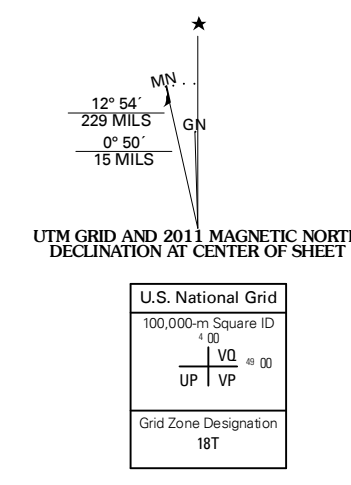 ★
MN
GN
12° 54´
229 MILS
0° 50´
15 MILS
UTM GRID AND 2011 MAGNETIC NORTH
DECLINATION AT CENTER OF SHEET
U.S. National Grid
100,000-m Square ID
4 00
VQ
49 00
UP VP
Grid Zone Designation
18T